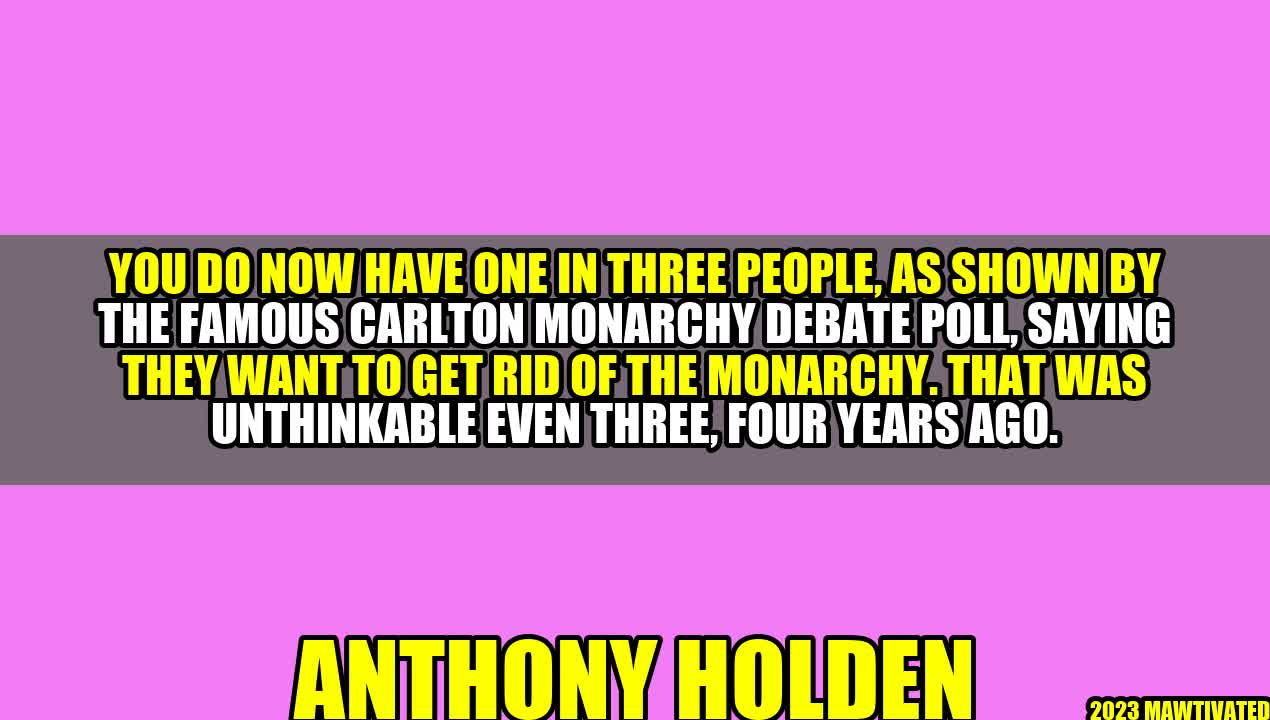 YOU DO NOW HAVE ONE IN THREE PEOPLE, AS SHOWN BY
THE FAMOUS CARLTON MONARCHY DEBATE POLL, SAYING
THEY WANT TO GET RID OF THE MONARCHY. THAT WAS
UNTHINKABLE EVEN THREE, FOUR YEARS AGO.
ANTHONY HOLDEN
2023 MAWTIVATED